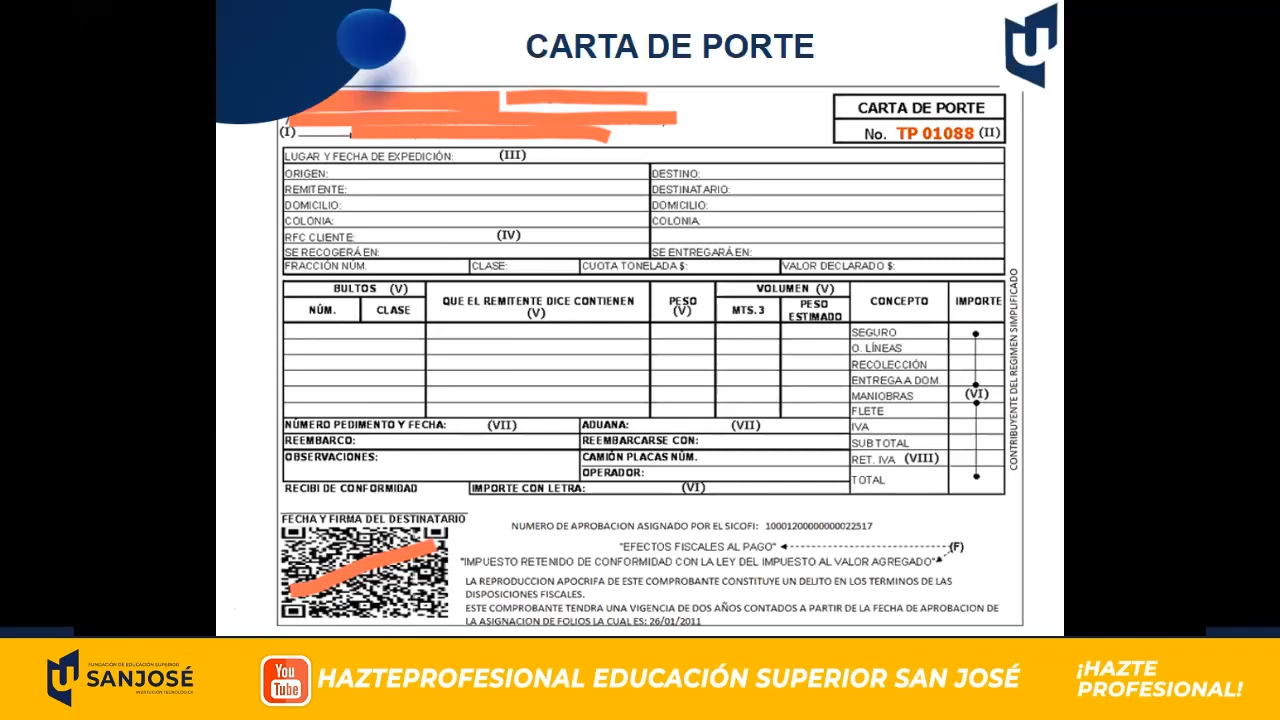 CARTA DE PORTE
U
CARTA DE PORTE
(I)
No. TP 01088 (II)
LUGAR Y FECHA DE EXPEDICIÓN: (III)
ORIGEN: DESTINO:
REMITENTE: DESTINATARIO:
DOMICILIO: DOMICILIO:
COLONIA: COLONIA:
RFC CLIENTE: (IV)
SE RECOGERÁ EN: SE ENTREGARÁ EN:
FRACCIÓN NÚM. CLASE: CUOTA TONELADA $: VALOR DECLARADO $:
BULTOS (V) QUE EL REMITENTE DICE CONTIENEN (V) PESO (V) VOLUMEN (V) CONCEPTO IMPORTE
NÚM. CLASE MTS.3 PESO ESTIMADO
SEGURO
O. LÍNEAS
RECOLECCIÓN
ENTREGA A DOM.
MANIOBRAS (VI)
FLETE
NÚMERO PEDIMENTO Y FECHA: (VII) ADUANA: (VII) IVA
REEMBARCO: REEMBARCARSE CON: SUBTOTAL
OBSERVACIONES: CAMIÓN PLACAS NÚM. RET. IVA (VIII)
OPERADOR: TOTAL
RECIBI DE CONFORMIDAD IMPORTE CON LETRA: (VI)
CONTRIBUYENTE DEL REGIMEN SIMPLIFICADO
FECHA Y FIRMA DEL DESTINATARIO
NUMERO DE APROBACION ASIGNADO POR EL SICOFI: 10001200000000022517
"EFECTOS FISCALES AL PAGO" (F)
"IMPUESTO RETENIDO DE CONFORMIDAD CON LA LEY DEL IMPUESTO AL VALOR AGREGADO"
LA REPRODUCCION APOCRIFA DE ESTE COMPROBANTE CONSTITUYE UN DELITO EN LOS TERMINOS DE LAS
DISPOSICIONES FISCALES.
ESTE COMPROBANTE TENDRA UNA VIGENCIA DE DOS AÑOS CONTADOS A PARTIR DE LA FECHA DE APROBACION DE
LA ASIGNACION DE FOLIOS LA CUAL ES: 26/01/2011
FUNDACIÓN DE EDUCACIÓN SUPERIOR
SANJOSÉ
INSTITUCIÓN TECNOLÓGICA
You
Tube
HAZTEPROFESIONAL EDUCACIÓN SUPERIOR SAN JOSÉ
¡HAZTE
PROFESIONAL!